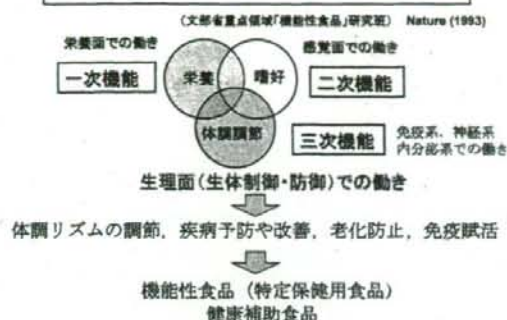 (文部省重点領域「機能性食品」研究班) Nature (1993)
栄養面での働き
感覚面での働き
一次機能
栄養
嗜好
二次機能
体調調節
三次機能
免疫系、神経系
内分泌系での働き
生理面(生体制御・防御)での働き
体調リズムの調節, 疾病予防や改善, 老化防止, 免疫賦活
機能性食品 (特定保健用食品)
健康補助食品